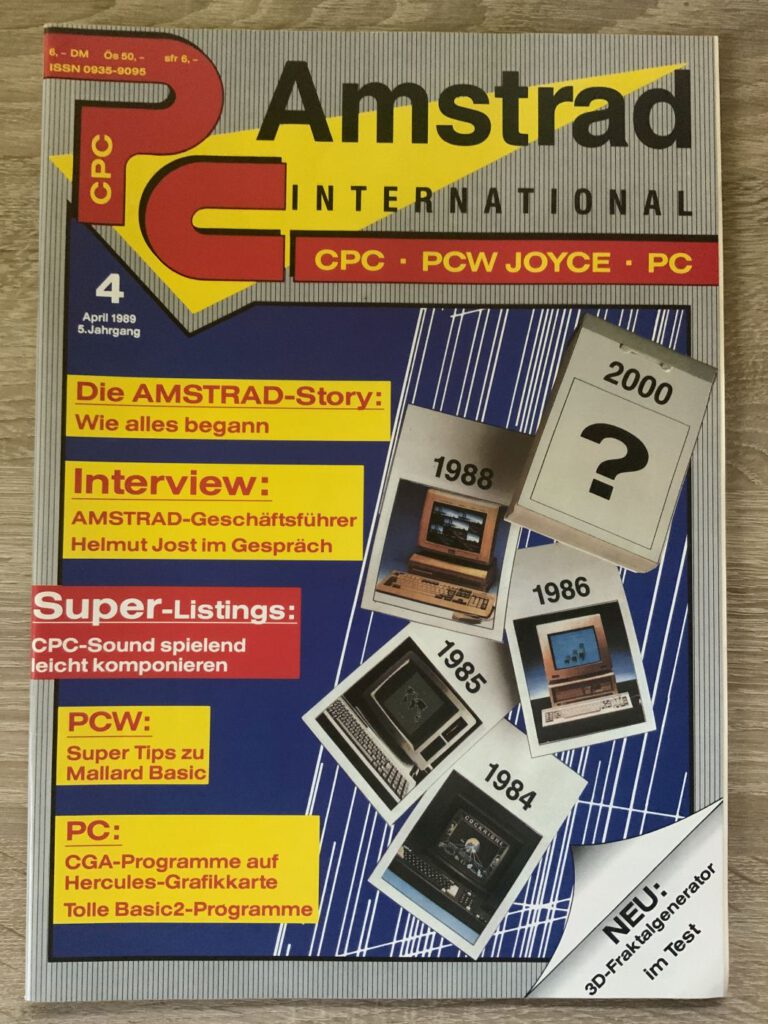 6,– DM Ös 50,– sfr 6,–
ISSN 0935-9095
PC
CPC
Amstrad
INTERNATIONAL
CPC · PCW JOYCE · PC
4
April 1989
5.Jahrgang
Die AMSTRAD-Story:
Wie alles begann
Interview:
AMSTRAD-Geschäftsführer
Helmut Jost im Gespräch
Super-Listings:
CPC-Sound spielend
leicht komponieren
PCW:
Super Tips zu
Mallard Basic
PC:
CGA-Programme auf
Hercules-Grafikkarte
Tolle Basic2-Programme
2000
?
1988
1986
1985
1984
NEU:
3D-Fraktalgenerator
im Test